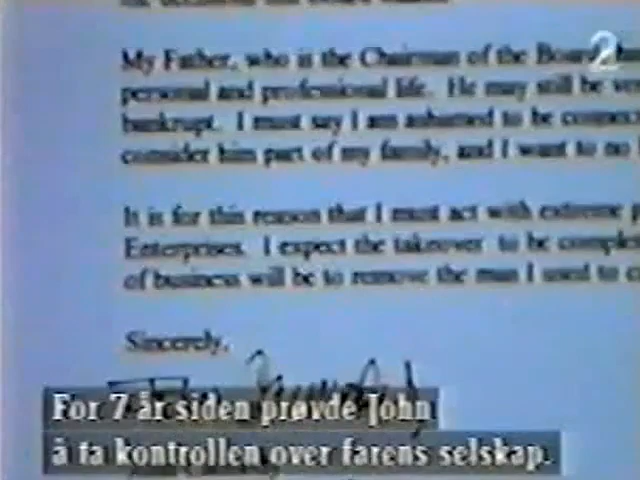 My Father, who is the Chairman of the Board
2
personal and professional life. He may still be
bankrupt. I must say I am ashamed to be
consider him part of my family, and I want to no
It is for this reason that I must act with extreme
Enterprises. I expect the takeover to be
of business will be to remove the man I used to
Sincerely,
For 7 år siden prøvde John
å ta kontrollen over farens selskap.